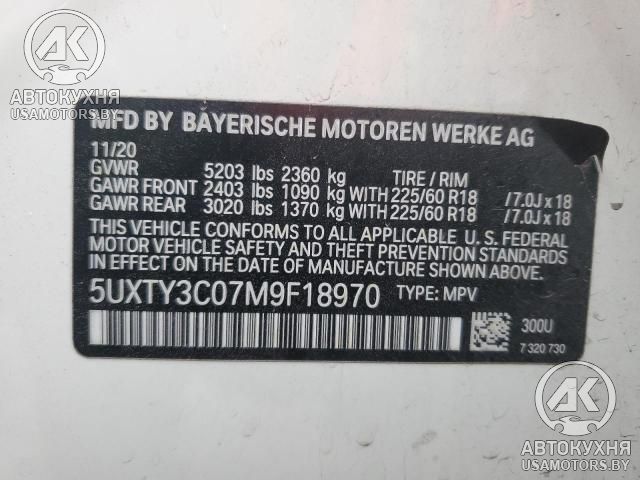 АК
АВТОКУХНЯ
USAMOTORS.BY
MFD BY BAYERISCHE MOTOREN WERKE AG
11/20
GVWR 5203 lbs 2360 kg TIRE / RIM
GAWR FRONT 2403 lbs 1090 kg WITH 225/60 R18 /7.0J x 18
GAWR REAR 3020 lbs 1370 kg WITH 225/60 R18 /7.0J x 18
THIS VEHICLE CONFORMS TO ALL APPLICABLE U. S. FEDERAL
MOTOR VEHICLE SAFETY AND THEFT PREVENTION STANDARDS
IN EFFECT ON THE DATE OF MANUFACTURE SHOWN ABOVE.
5UXTY3C07M9F18970 TYPE: MPV
300U
7 320 730
АК
АВТОКУХНЯ
USAMOTORS.BY